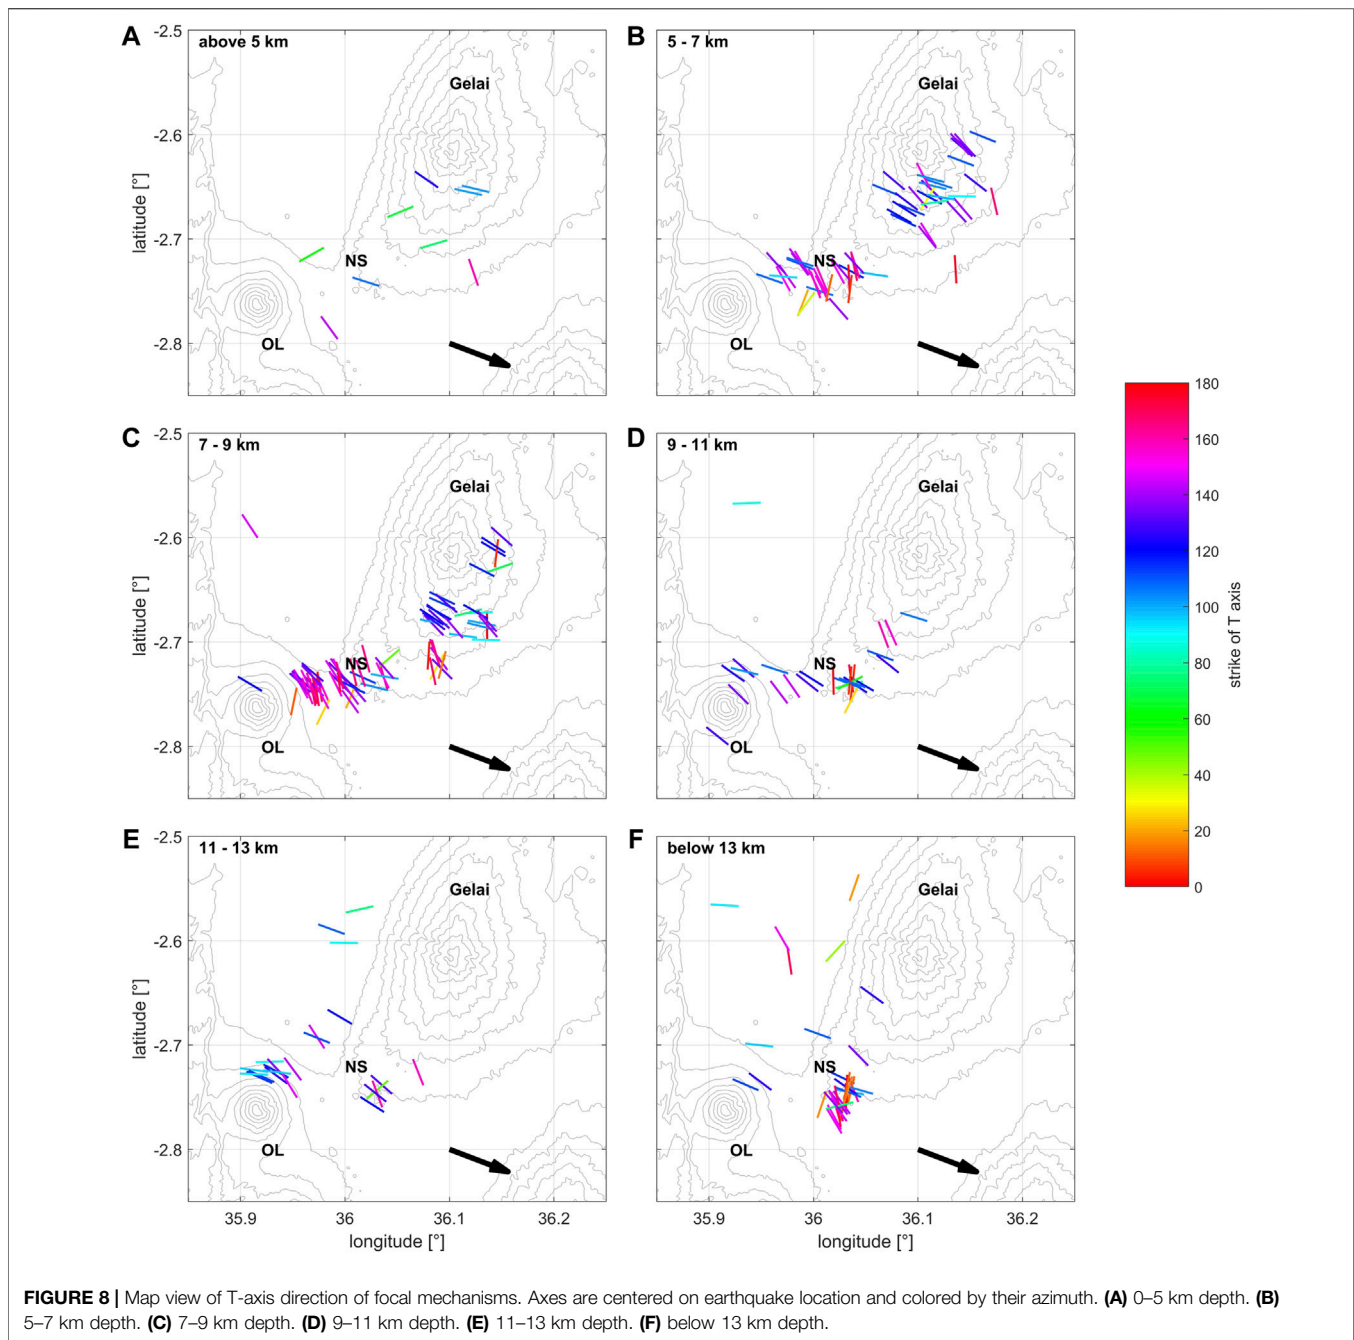 A
above 5 km
-2.5
-2.6
-2.7
-2.8
latitude [°]
Gelai
NS
OL
B
5 - 7 km
Gelai
NS
OL
C
7 - 9 km
-2.5
-2.6
-2.7
-2.8
latitude [°]
Gelai
NS
OL
D
9 - 11 km
Gelai
NS
OL
180
160
140
120
100
80
60
40
20
0
strike of T axis
E
11 - 13 km
-2.5
-2.6
-2.7
-2.8
latitude [°]
Gelai
NS
OL
35.9
36
36.1
36.2
longitude [°]
F
below 13 km
Gelai
NS
OL
35.9
36
36.1
36.2
longitude [°]
FIGURE 8 | Map view of T-axis direction of focal mechanisms. Axes are centered on earthquake location and colored by their azimuth. (A) 0–5 km depth. (B)
5–7 km depth. (C) 7–9 km depth. (D) 9–11 km depth. (E) 11–13 km depth. (F) below 13 km depth.